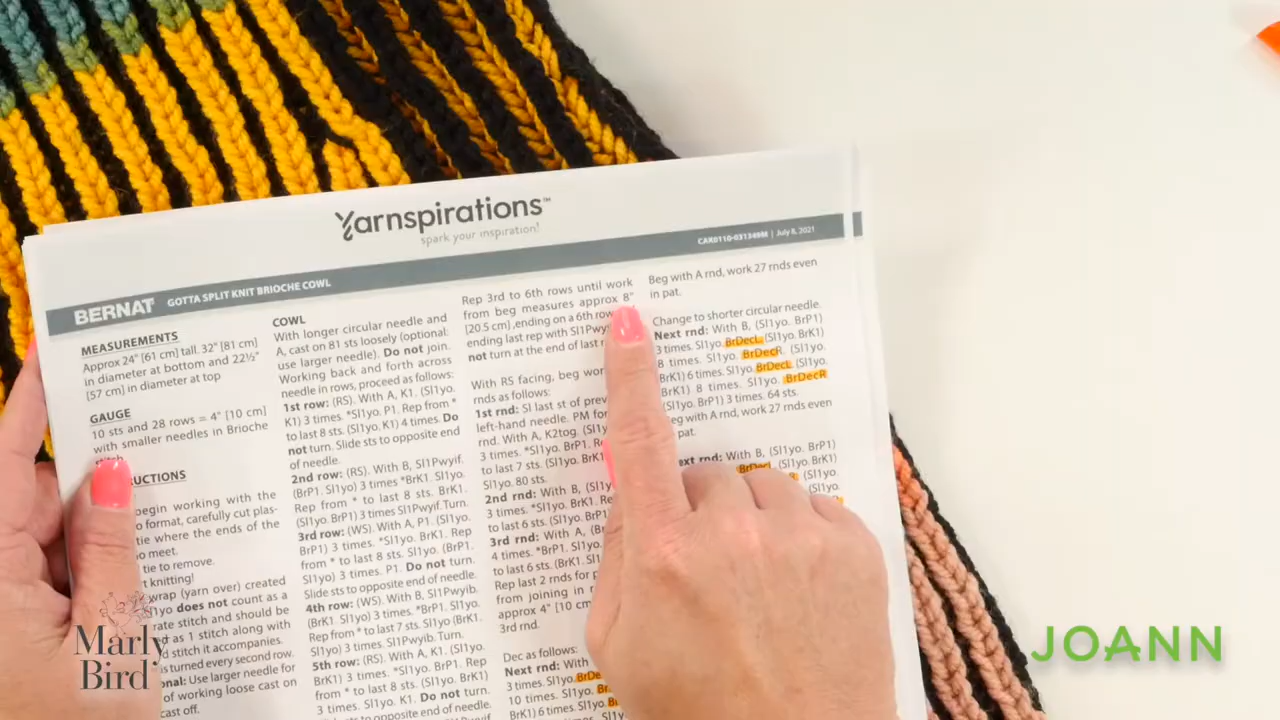 Yarnspirations™
spark your inspiration!
CAR0110-031349M | July 8, 2021
BERNAT GOTTA SPLIT KNIT BRIOCHE COWL
MEASUREMENTS
Approx 24" [61 cm] tall. 32" [81 cm]
in diameter at bottom and 22½"
[57 cm] in diameter at top
GAUGE
10 sts and 28 rows = 4" [10 cm]
with smaller needles in Brioche
begin working with the
format, carefully cut plas-
tie where the ends of the
meet.
tie to remove.
knitting!
wrap (yarn over) created
does not count as a
stitch and should be
as 1 stitch along with
stitch it accompanies.
is turned every second row.
Use larger needle for
of working loose cast on
cast off.
COWL
With longer circular needle and
A, cast on 81 sts loosely (optional:
use larger needle). Do not join.
Working back and forth across
needle in rows, proceed as follows:
1st row: (RS). With A, K1. (Sl1yo.
K1) 3 times. *Sl1yo. P1. Rep from *
to last 8 sts. (Sl1yo. K1) 4 times. Do
not turn. Slide sts to opposite end
of needle.
2nd row: (RS). With B, Sl1Pwyif.
(BrP1. Sl1yo) 3 times *BrK1. Sl1yo.
Rep from * to last 8 sts. BrK1.
(Sl1yo. BrP1) 3 times Sl1Pwyif. Turn.
3rd row: (WS). With A, P1. (Sl1yo.
BrP1) 3 times. *Sl1yo. BrK1. Rep
from * to last 8 sts. Sl1yo. (BrP1.
Sl1yo) 3 times. P1. Do not turn.
Slide sts to opposite end of needle.
4th row: (WS). With B, Sl1Pwyib.
(BrK1. Sl1yo) 3 times. *BrP1. Sl1yo.
Rep from * to last 7 sts. Sl1yo (BrK1.
Sl1yo) 3 times. Sl1Pwyib. Turn.
5th row: (RS). With A, K1. (Sl1yo.
from * to last 8 sts. (Sl1yo. BrK1)
3 times. Sl1yo. K1. Do not turn.
Slide sts to opposite end of needle.
Rep 3rd to 6th rows until work
from beg measures approx 8"
[20.5 cm], ending on a 6th row
ending last rep with Sl1Pwyi
not turn at the end of last
With RS facing, beg wor
rnds as follows:
1st rnd: Sl last st of prev
left-hand needle. PM for
rnd. With A, K2tog. (Sl1
3 times. *Sl1yo. BrP1. Re
to last 7 sts. (Sl1yo. BrK1
Sl1yo. 80 sts.
2nd rnd: With B, (Sl1
3 times. *Sl1yo. BrK1. Re
to last 6 sts. (Sl1yo. BrP1
3rd rnd: With A, (
4 times. *BrP1. Sl1yo.
to last 6 sts. (BrK1. Sl
Rep last 2 rnds for p
from joining in r
approx 4" [10 cm
3rd rnd.
Dec as follows:
Next rnd: With
3 times. Sl1yo. BrDe
10 times. Sl1yo. Br
BrK1) 6 times. Sl1yo.
Beg with A rnd, work 27 rnds even
in pat.
Change to shorter circular needle.
Next rnd: With B, (Sl1yo. BrP1)
3 times. Sl1yo. BrDecL. (Sl1yo. BrK1)
8 times. Sl1yo. BrDecR. (Sl1yo.
BrK1) 6 times. Sl1yo. BrDecL. (Sl1yo.
BrK1) 8 times. Sl1yo. BrDecR
(Sl1yo. BrP1) 3 times. 64 sts.
Beg with A rnd, work 27 rnds even
pat.
ext rnd: With B, (Sl1yo. BrP1)
BrDecL. (Sl1yo. BrK1)
(Sl1yo.
Marly
Bird
JOANN